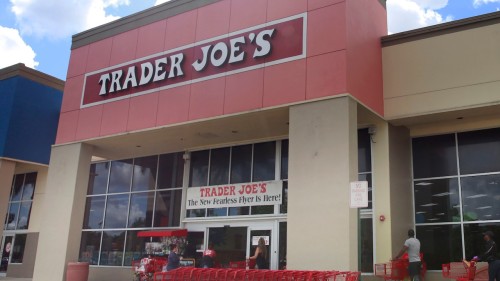 TRADER JOE'S
TRADER JOE'S
The New Fearless Flyer Is Here!